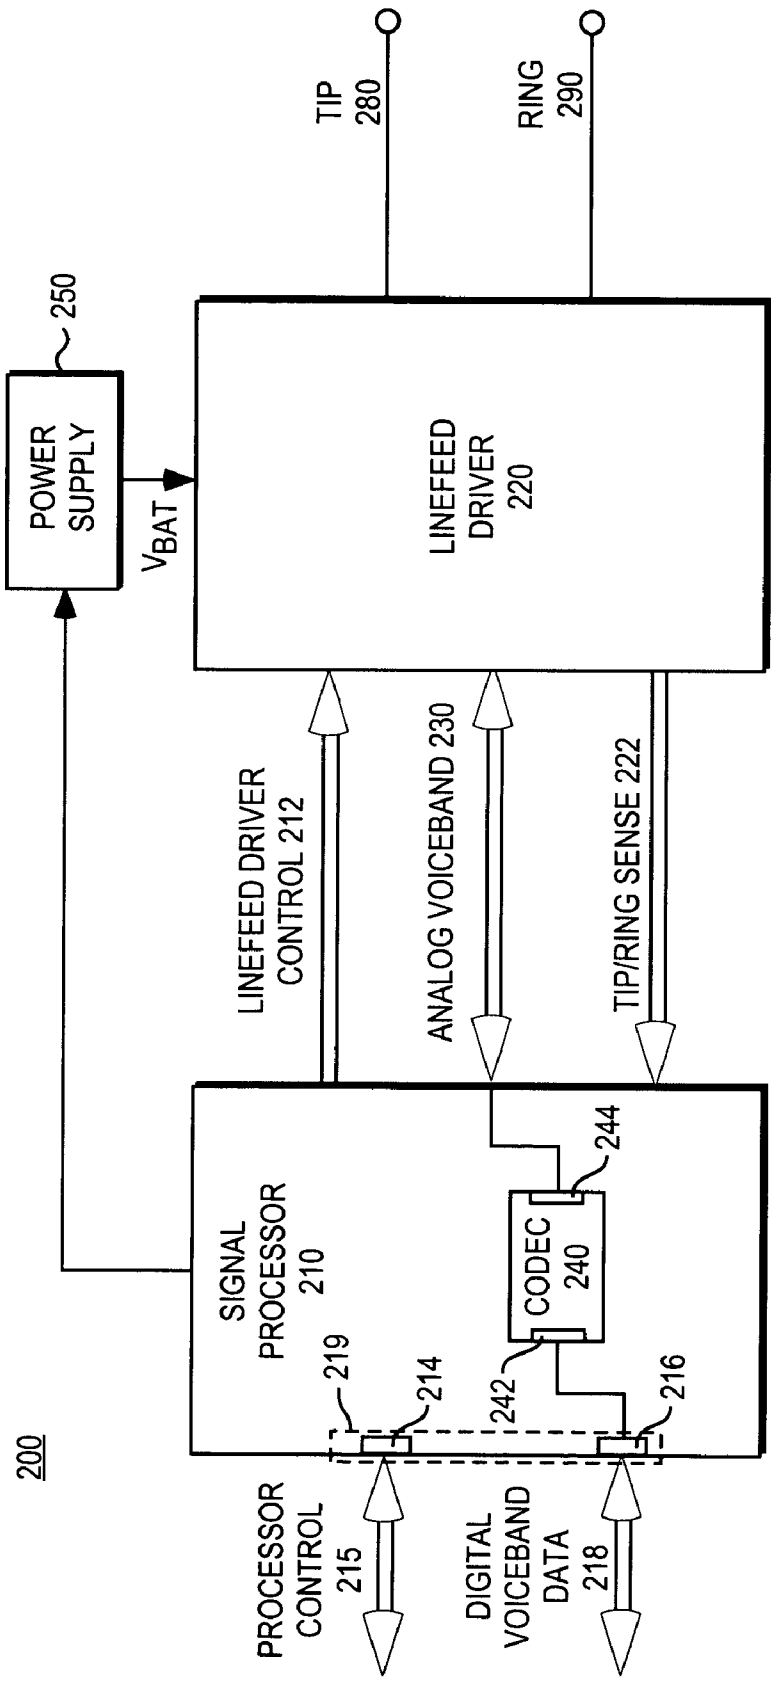 200
PROCESSOR
CONTROL
215
DIGITAL
VOICEBAND
DATA
218
SIGNAL
PROCESSOR
210
219
214
242
216
CODEC
240
244
LINEFEED DRIVER
CONTROL 212
ANALOG VOICEBAND 230
TIP/RING SENSE 222
POWER
SUPPLY
250
VBAT
LINEFEED
DRIVER
220
TIP
280
RING
290